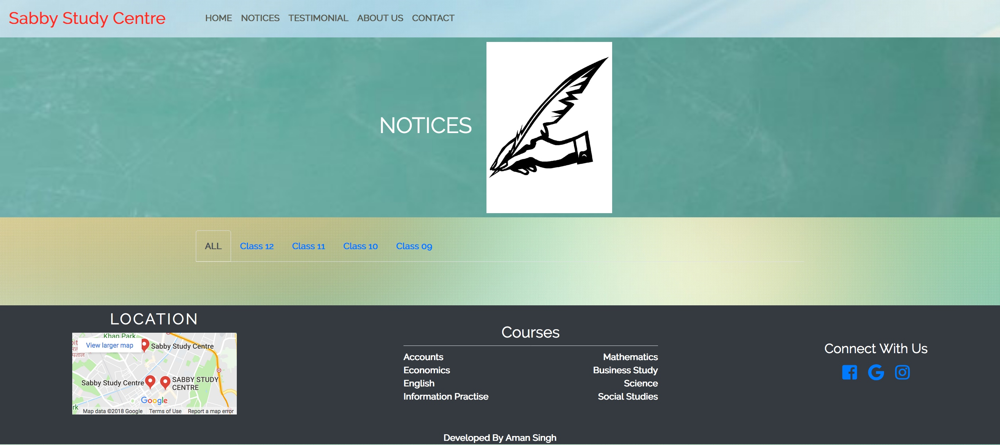 Sabby Study Centre
HOME NOTICES TESTIMONIAL ABOUT US CONTACT
NOTICES
ALL Class 12 Class 11 Class 10 Class 09
LOCATION
Khan Park
View larger map
Sabby Study Centre
पताल
Sabby Study Centre
SABBY STUDY
CENTRE
Google
rk
Map data ©2018 Google Terms of Use Report a map error
Courses
Accounts
Economics
English
Information Practise
Mathematics
Business Study
Science
Social Studies
Connect With Us
Developed By Aman Singh